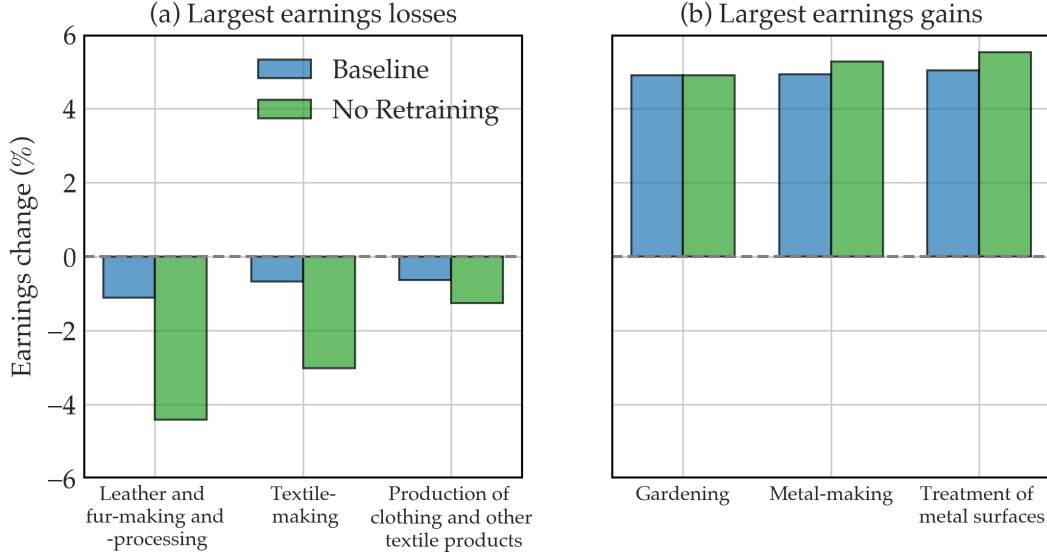 (a) Largest earnings losses
(b) Largest earnings gains
Earnings change (%)
6
4
2
0
−2
−4
−6
Baseline
No Retraining
Leather and
fur-making and
-processing
Textile-
making
Production of
clothing and other
textile products
Gardening
Metal-making
Treatment of
metal surfaces